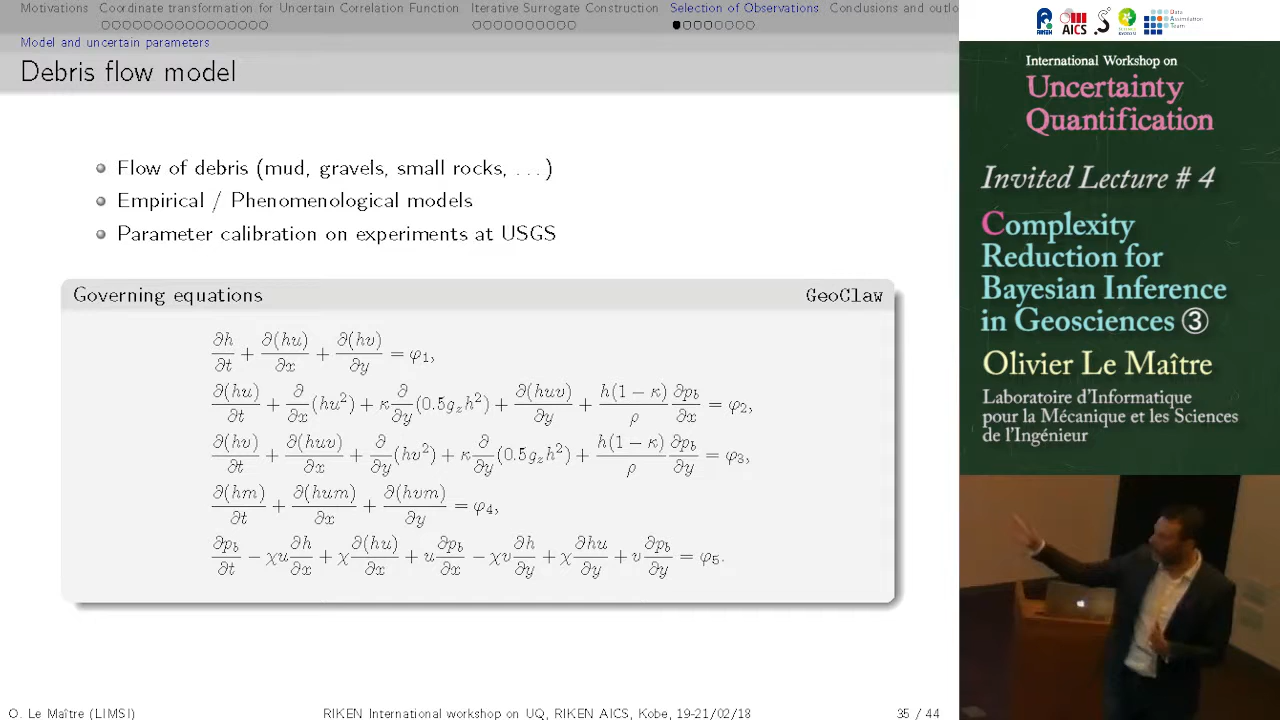 Motivations Coordinate transformation for Uncertain Correlation Func Predictive Surrogate Construction Selection of Observations Conclusions and outlo
Model and uncertain parameters
Debris flow model
Flow of debris (mud, gravels, small rocks, ...)
Empirical / Phenomenological models
Parameter calibration on experiments at USGS
Governing equations GeoClaw
∂h/∂t + ∂(hu)/∂x + ∂(hv)/∂y = φ₁,
∂(hu)/∂t + ∂/∂x(hu²) + κ∂/∂x(0.5g_z h²) + ∂(huv)/∂y + h(1 − κ)/ρ ∂p_b/∂x = φ₂,
∂(hv)/∂t + ∂(huv)/∂x + ∂/∂y(hv²) + κ∂/∂y(0.5g_z h²) + h(1 − κ)/ρ ∂p_b/∂y = φ₃,
∂(hm)/∂t + ∂(hum)/∂x + ∂(hvm)/∂y = φ₄,
∂p_b/∂t − χu∂h/∂x + χ∂(hu)/∂x + u∂p_b/∂x − χv∂h/∂y + χ∂hu/∂y + v∂p_b/∂y = φ₅.
O. Le Maître (LIMSI) RIKEN International workshop on UQ, RIKEN AICS, Kobe, 19-21/02/18 35 / 44
RIKEN AICS Data
Assimilation
Team
International Workshop on
Uncertainty
Quantification
Invited Lecture # 4
Complexity
Reduction for
Bayesian Inference
in Geosciences ③
Olivier Le Maître
Laboratoire d'Informatique
pour la Mécanique et les Sciences
de l'Ingénieur